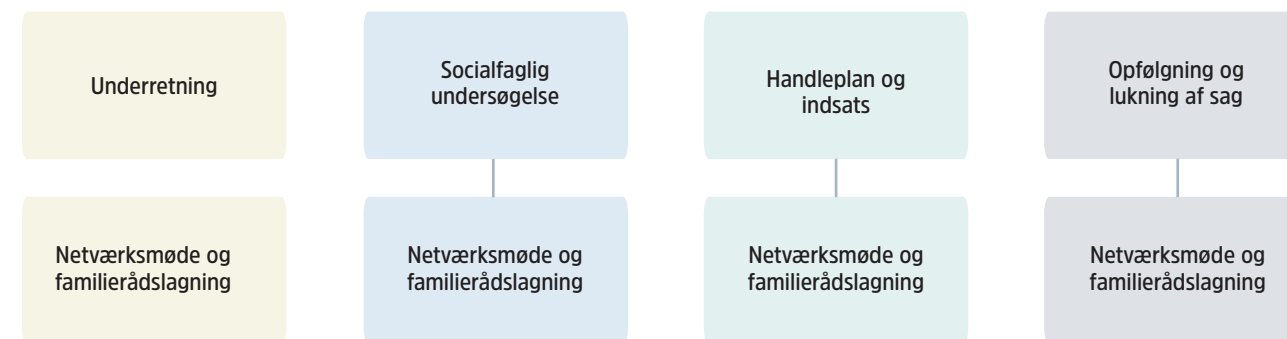 Underretning
Socialfaglig
undersøgelse
Handleplan og
indsats
Opfølgning og
lukning af sag
Netværksmøde og
familierådslagning
Netværksmøde og
familierådslagning
Netværksmøde og
familierådslagning
Netværksmøde og
familierådslagning